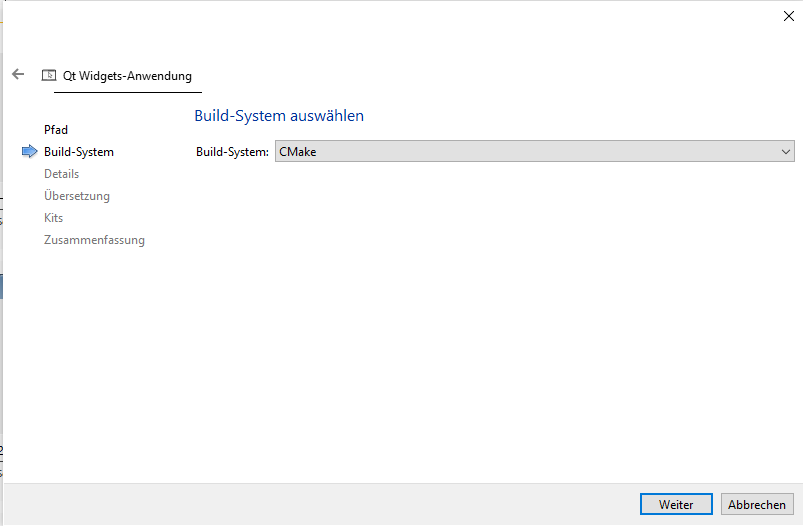 Qt Widgets-Anwendung
Build-System auswählen
Pfad
Build-System
Build-System: CMake
Details
Übersetzung
Kits
Zusammenfassung
Weiter Abbrechen